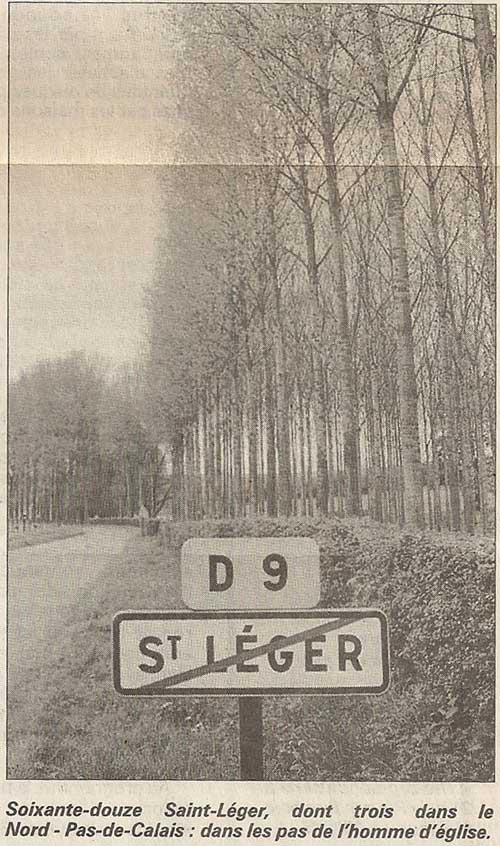 D 9
ST LÉGER
Soixante-douze Saint-Léger, dont trois dans le
Nord - Pas-de-Calais : dans les pas de l'homme d'église.